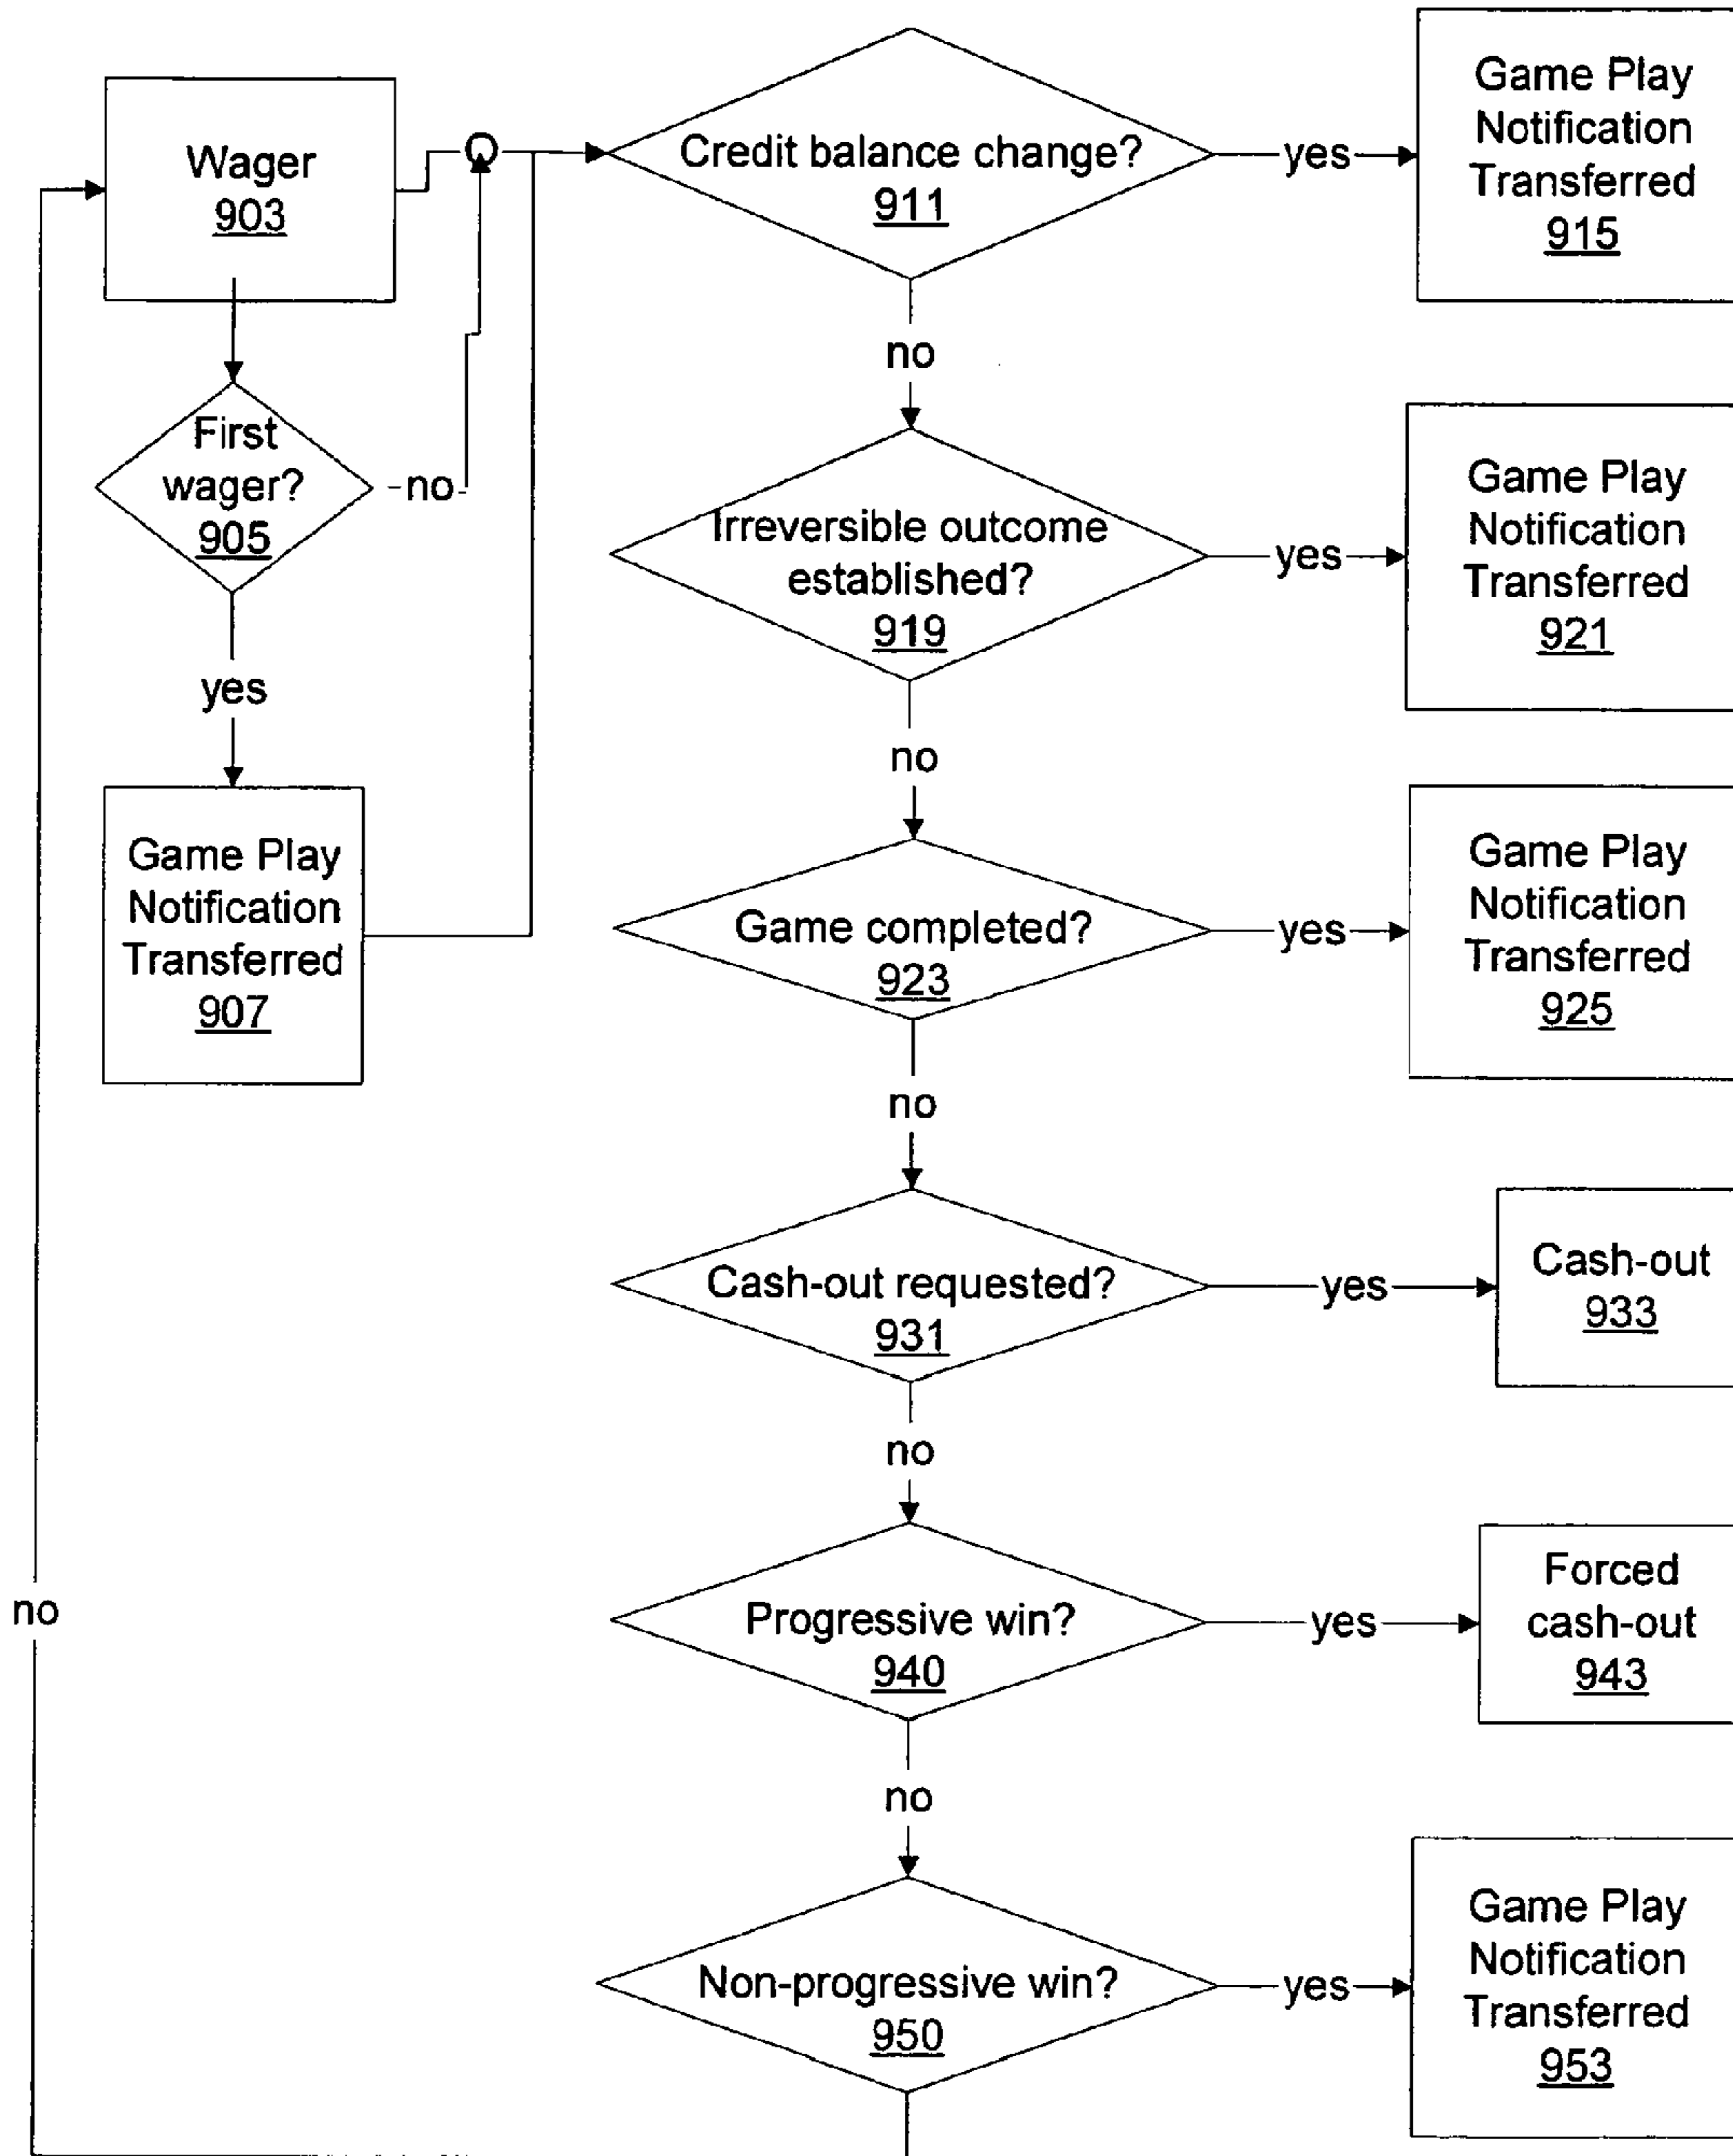 Wager
903
First
wager?
905
no
yes
Game Play
Notification
Transferred
907
Credit balance change?
911
yes
Game Play
Notification
Transferred
915
no
Irreversible outcome
established?
919
yes
Game Play
Notification
Transferred
921
no
Game completed?
923
yes
Game Play
Notification
Transferred
925
no
Cash-out requested?
931
yes
Cash-out
933
no
Progressive win?
940
yes
Forced
cash-out
943
no
Non-progressive win?
950
yes
Game Play
Notification
Transferred
953
no